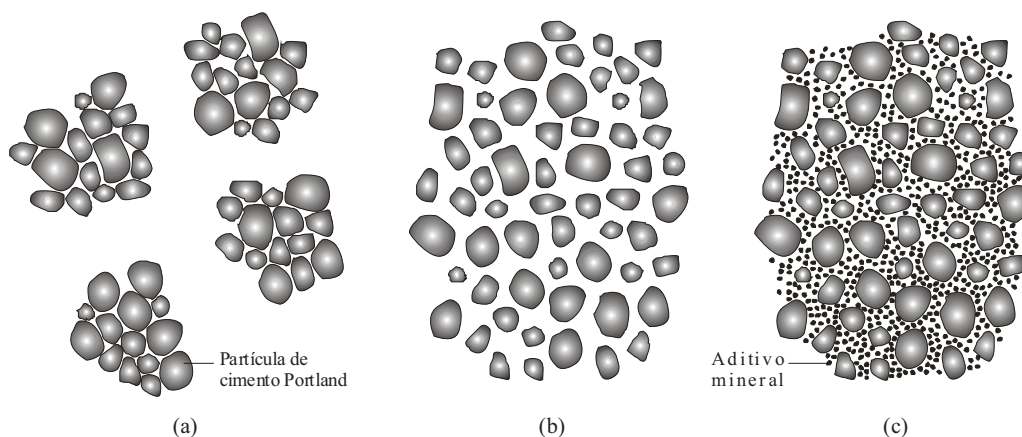 Partícula de
cimento Portland
Aditivo
mineral
(a)
(b)
(c)